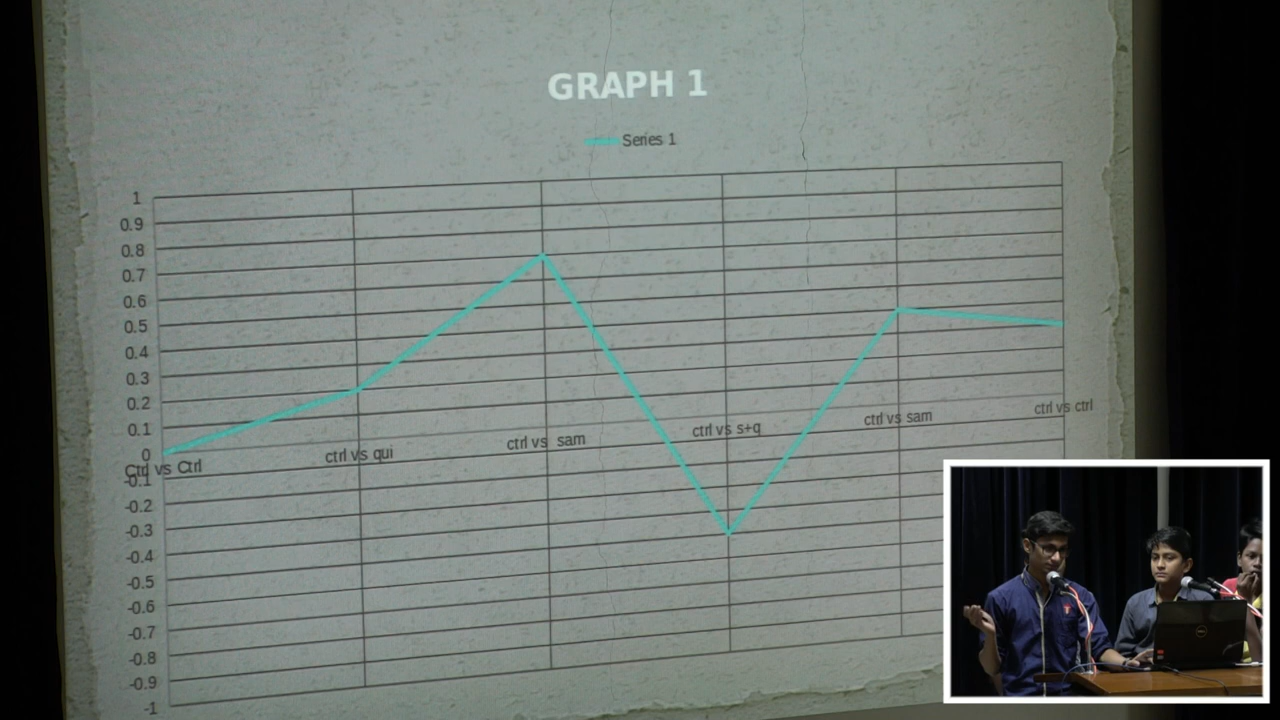 GRAPH 1
Series 1
1
0.9
0.8
0.7
0.6
0.5
0.4
0.3
0.2
0.1
0
-0.1
-0.2
-0.3
-0.4
-0.5
-0.6
-0.7
-0.8
-0.9
-1
Ctrl vs Ctrl
ctrl vs qui
ctrl vs sam
ctrl vs s+q
ctrl vs sam
ctrl vs ctrl